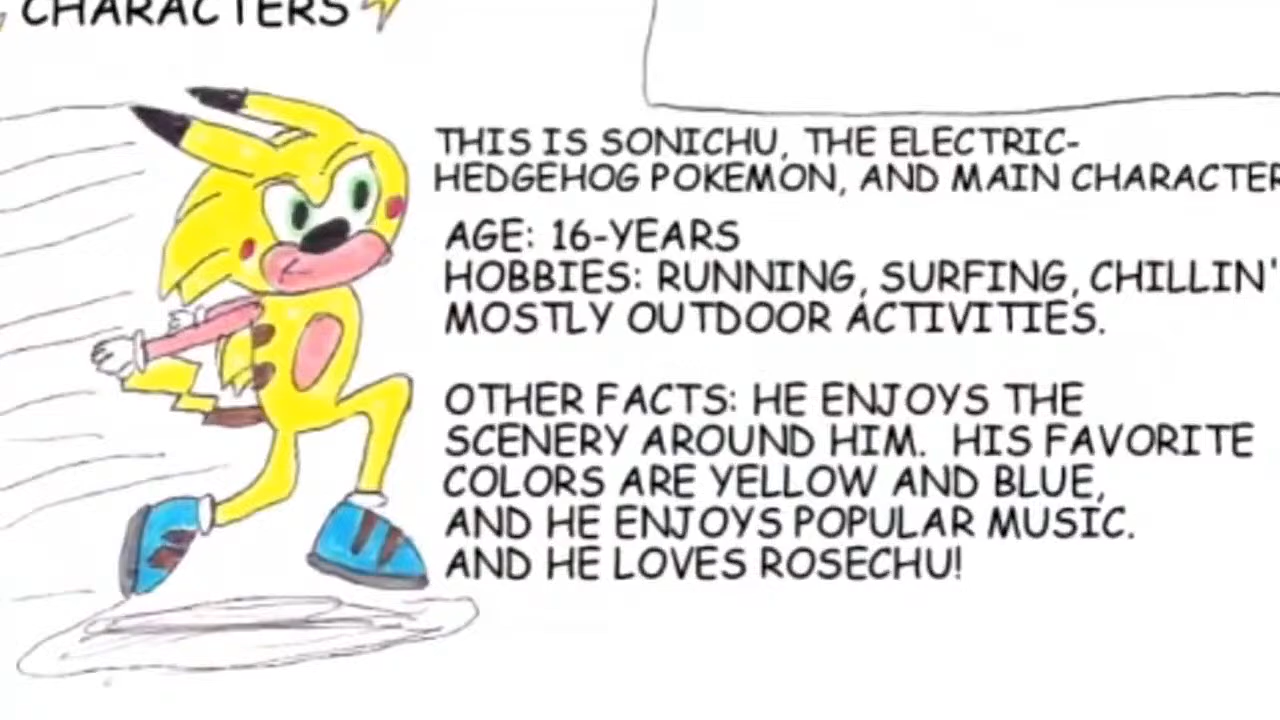 CHARACTERS
THIS IS SONICHU, THE ELECTRIC-
HEDGEHOG POKEMON, AND MAIN CHARACTER
AGE: 16-YEARS
HOBBIES: RUNNING, SURFING, CHILLIN'
MOSTLY OUTDOOR ACTIVITIES.
OTHER FACTS: HE ENJOYS THE
SCENERY AROUND HIM. HIS FAVORITE
COLORS ARE YELLOW AND BLUE,
AND HE ENJOYS POPULAR MUSIC.
AND HE LOVES ROSECHU!